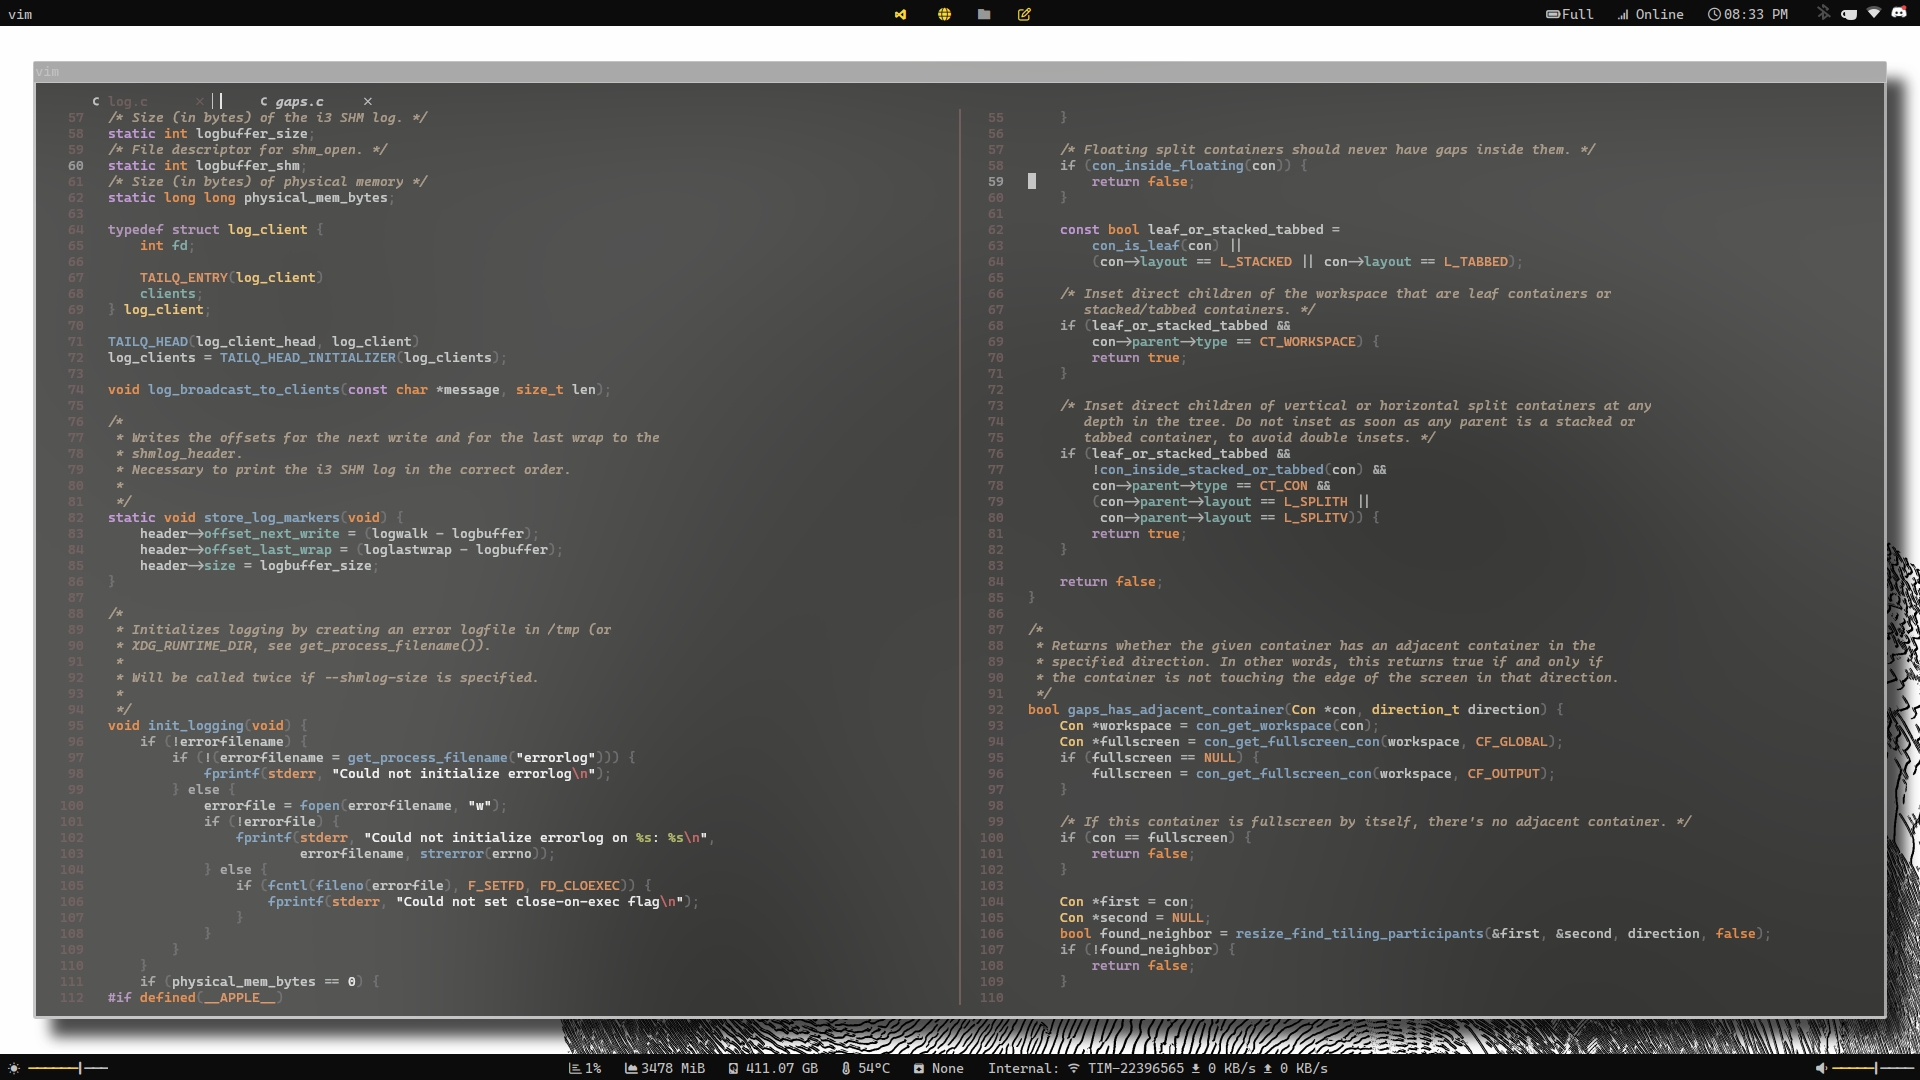 vim
Full
Online
08:33 PM
vim
log.c
gaps.c
57 /* Size (in bytes) of the i3 SHM log. */
58 static int logbuffer_size;
59 /* File descriptor for shm_open. */
60 static int logbuffer_shm;
61 /* Size (in bytes) of physical memory */
62 static long long physical_mem_bytes;
63
64 typedef struct log_client {
65     int fd;
66
67     TAILQ_ENTRY(log_client)
68     clients;
69 } log_client;
70
71 TAILQ_HEAD(log_client_head, log_client)
72 log_clients = TAILQ_HEAD_INITIALIZER(log_clients);
73
74 void log_broadcast_to_clients(const char *message, size_t len);
75
76 /*
77  * Writes the offsets for the next write and for the last wrap to the
78  * shmlog_header.
79  * Necessary to print the i3 SHM log in the correct order.
80  *
81  */
82 static void store_log_markers(void) {
83     header->offset_next_write = (logwalk - logbuffer);
84     header->offset_last_wrap = (loglastwrap - logbuffer);
85     header->size = logbuffer_size;
86 }
87
88 /*
89  * Initializes logging by creating an error logfile in /tmp (or
90  * XDG_RUNTIME_DIR, see get_process_filename()).
91  *
92  * Will be called twice if --shmlog-size is specified.
93  *
94  */
95 void init_logging(void) {
96     if (!errorfilename) {
97         if (!(errorfilename = get_process_filename("errorlog"))) {
98             fprintf(stderr, "Could not initialize errorlog\n");
99         } else {
100             errorfile = fopen(errorfilename, "w");
101             if (!errorfile) {
102                 fprintf(stderr, "Could not initialize errorlog on %s: %s\n",
103                         errorfilename, strerror(errno));
104             } else {
105                 if (fcntl(fileno(errorfile), F_SETFD, FD_CLOEXEC)) {
106                     fprintf(stderr, "Could not set close-on-exec flag\n");
107                 }
108             }
109         }
110     }
111     if (physical_mem_bytes == 0) {
112 #if defined(__APPLE__)
55     }
56
57     /* Floating split containers should never have gaps inside them. */
58     if (con_inside_floating(con)) {
59         return false;
60     }
61
62     const bool leaf_or_stacked_tabbed =
63         con_is_leaf(con) ||
64         (con->layout == L_STACKED || con->layout == L_TABBED);
65
66     /* Inset direct children of the workspace that are leaf containers or
67        stacked/tabbed containers. */
68     if (leaf_or_stacked_tabbed &&
69         con->parent->type == CT_WORKSPACE) {
70         return true;
71     }
72
73     /* Inset direct children of vertical or horizontal split containers at any
74        depth in the tree. Do not inset as soon as any parent is a stacked or
75        tabbed container, to avoid double insets. */
76     if (leaf_or_stacked_tabbed &&
77         !con_inside_stacked_or_tabbed(con) &&
78         con->parent->type == CT_CON &&
79         (con->parent->layout == L_SPLITH ||
80          con->parent->layout == L_SPLITV)) {
81         return true;
82     }
83
84     return false;
85 }
86
87 /*
88  * Returns whether the given container has an adjacent container in the
89  * specified direction. In other words, this returns true if and only if
90  * the container is not touching the edge of the screen in that direction.
91  */
92 bool gaps_has_adjacent_container(Con *con, direction_t direction) {
93     Con *workspace = con_get_workspace(con);
94     Con *fullscreen = con_get_fullscreen_con(workspace, CF_GLOBAL);
95     if (fullscreen == NULL) {
96         fullscreen = con_get_fullscreen_con(workspace, CF_OUTPUT);
97     }
98
99     /* If this container is fullscreen by itself, there's no adjacent container. */
100     if (con == fullscreen) {
101         return false;
102     }
103
104     Con *first = con;
105     Con *second = NULL;
106     bool found_neighbor = resize_find_tiling_participants(&first, &second, direction, false);
107     if (!found_neighbor) {
108         return false;
109     }
110
1%
3478 MiB
411.07 GB
54°C
None
Internal: TIM-22396565 0 KB/s 0 KB/s